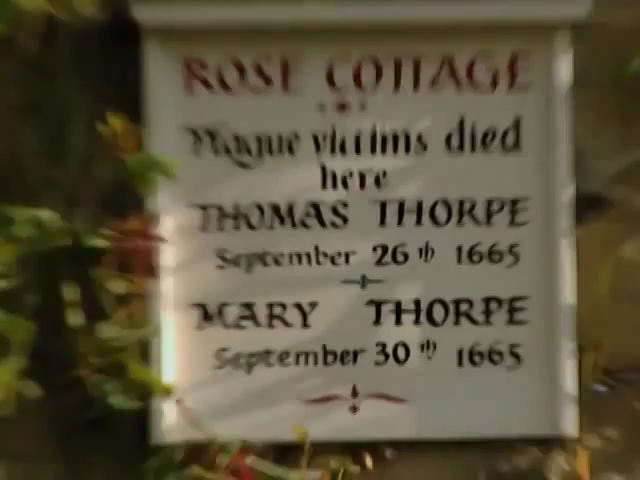 ROSE COTTAGE
Plague victims died
here
THOMAS THORPE
September 26th 1665
MARY THORPE
September 30th 1665